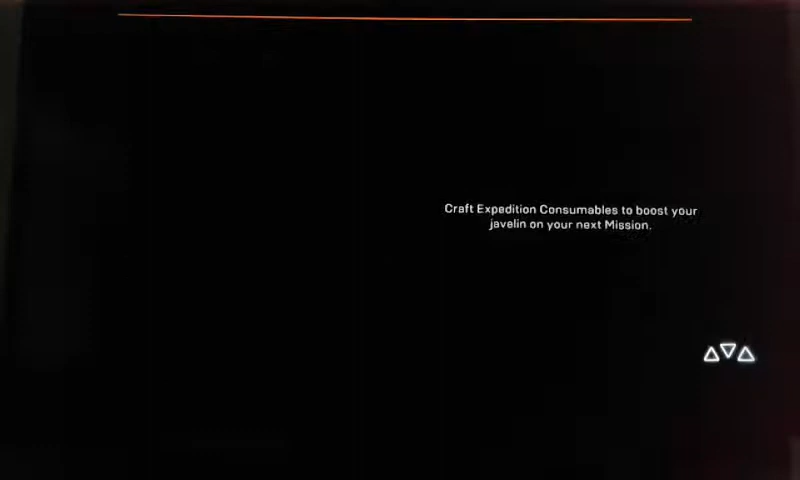 Craft Expedition Consumables to boost your
javelin on your next Mission.